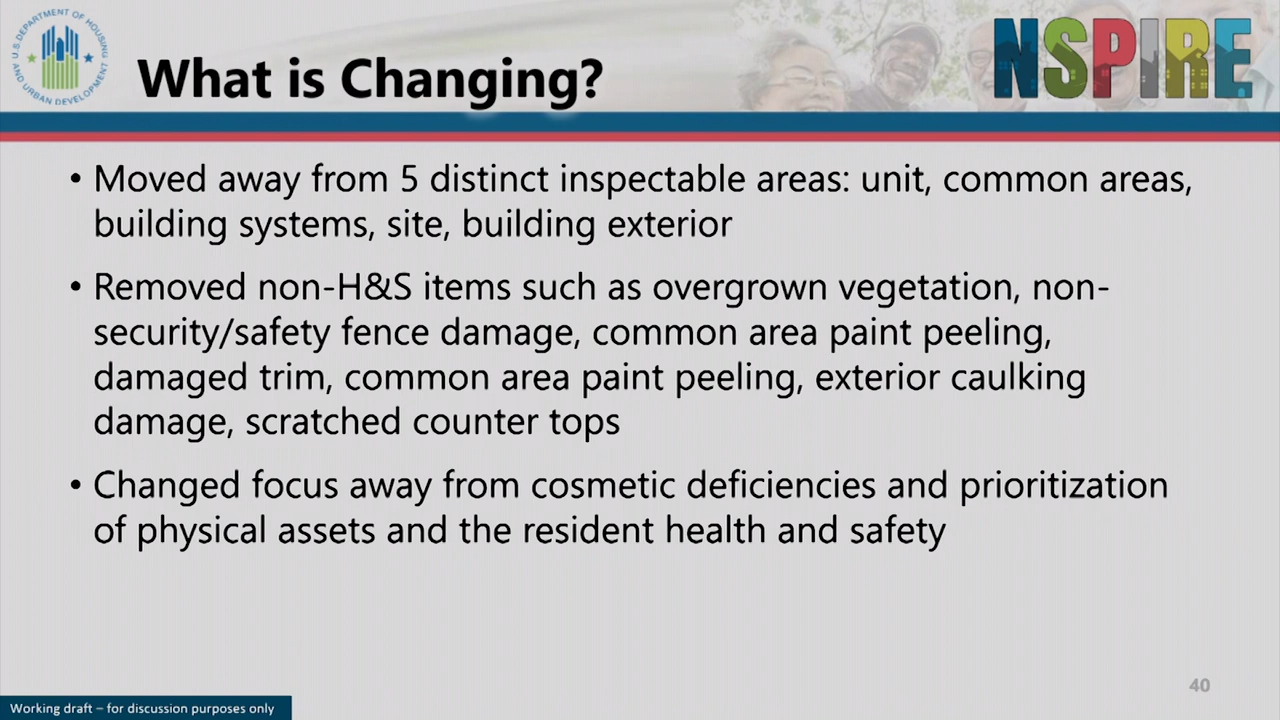 U.S. DEPARTMENT OF HOUSING AND URBAN DEVELOPMENT
What is Changing?
NSPIRE
• Moved away from 5 distinct inspectable areas: unit, common areas,
building systems, site, building exterior
• Removed non-H&S items such as overgrown vegetation, non-
security/safety fence damage, common area paint peeling,
damaged trim, common area paint peeling, exterior caulking
damage, scratched counter tops
• Changed focus away from cosmetic deficiencies and prioritization
of physical assets and the resident health and safety
40
Working draft – for discussion purposes only